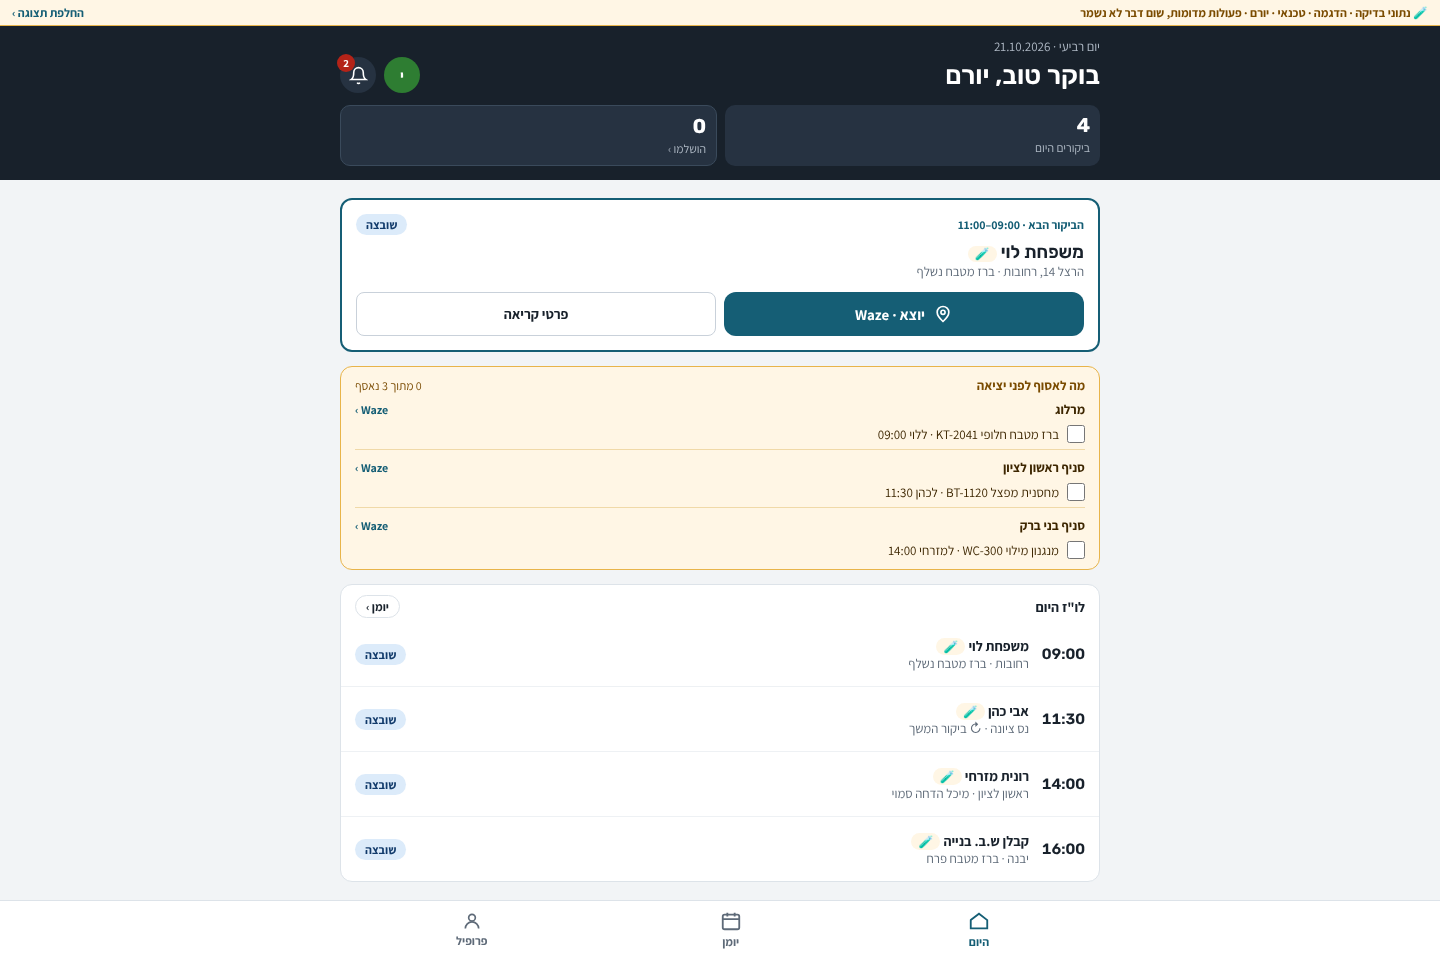 🧪 נתוני בדיקה · הדגמה · טכנאי · יורם · פעולות מדומות, שום דבר לא נשמר
החלפת תצוגה ›
יום רביעי · 21.10.2026
בוקר טוב, יורם
י
2
4
ביקורים היום
0
הושלמו ›
הביקור הבא · 09:00–11:00
שובצה
משפחת לוי 🧪
הרצל 14, רחובות · ברז מטבח נשלף
יוצא · Waze
פרטי קריאה
מה לאסוף לפני יציאה
0 מתוך 3 נאסף
מרלוג
Waze ›
ברז מטבח חלופי KT-2041 · ללוי 09:00
סניף ראשון לציון
Waze ›
מחסנית מפצל BT-1120 · לכהן 11:30
סניף בני ברק
Waze ›
מנגנון מילוי WC-300 · למזרחי 14:00
לו"ז היום
יומן ›
09:00
משפחת לוי 🧪
רחובות · ברז מטבח נשלף
שובצה
11:30
אבי כהן 🧪
נס ציונה · ↻ ביקור המשך
שובצה
14:00
רונית מזרחי 🧪
ראשון לציון · מיכל הדחה סמוי
שובצה
16:00
קבלן ש.ב. בנייה 🧪
יבנה · ברז מטבח פרח
שובצה
היום
יומן
פרופיל